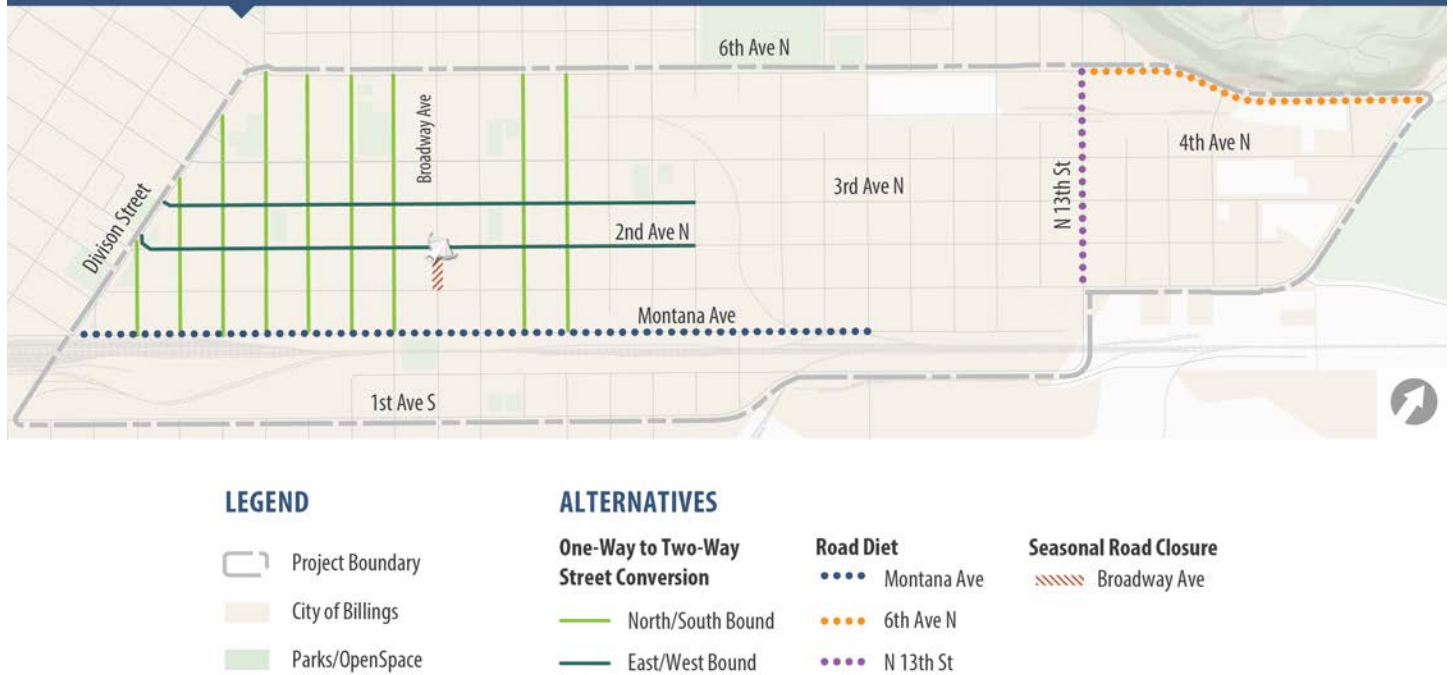 6th Ave N
Broadway Ave
4th Ave N
Divison Street
3rd Ave N
N 13th St
2nd Ave N
Montana Ave
1st Ave S
LEGEND
Project Boundary
City of Billings
Parks/OpenSpace
ALTERNATIVES
One-Way to Two-Way
Street Conversion
North/South Bound
East/West Bound
Road Diet
Montana Ave
6th Ave N
N 13th St
Seasonal Road Closure
Broadway Ave